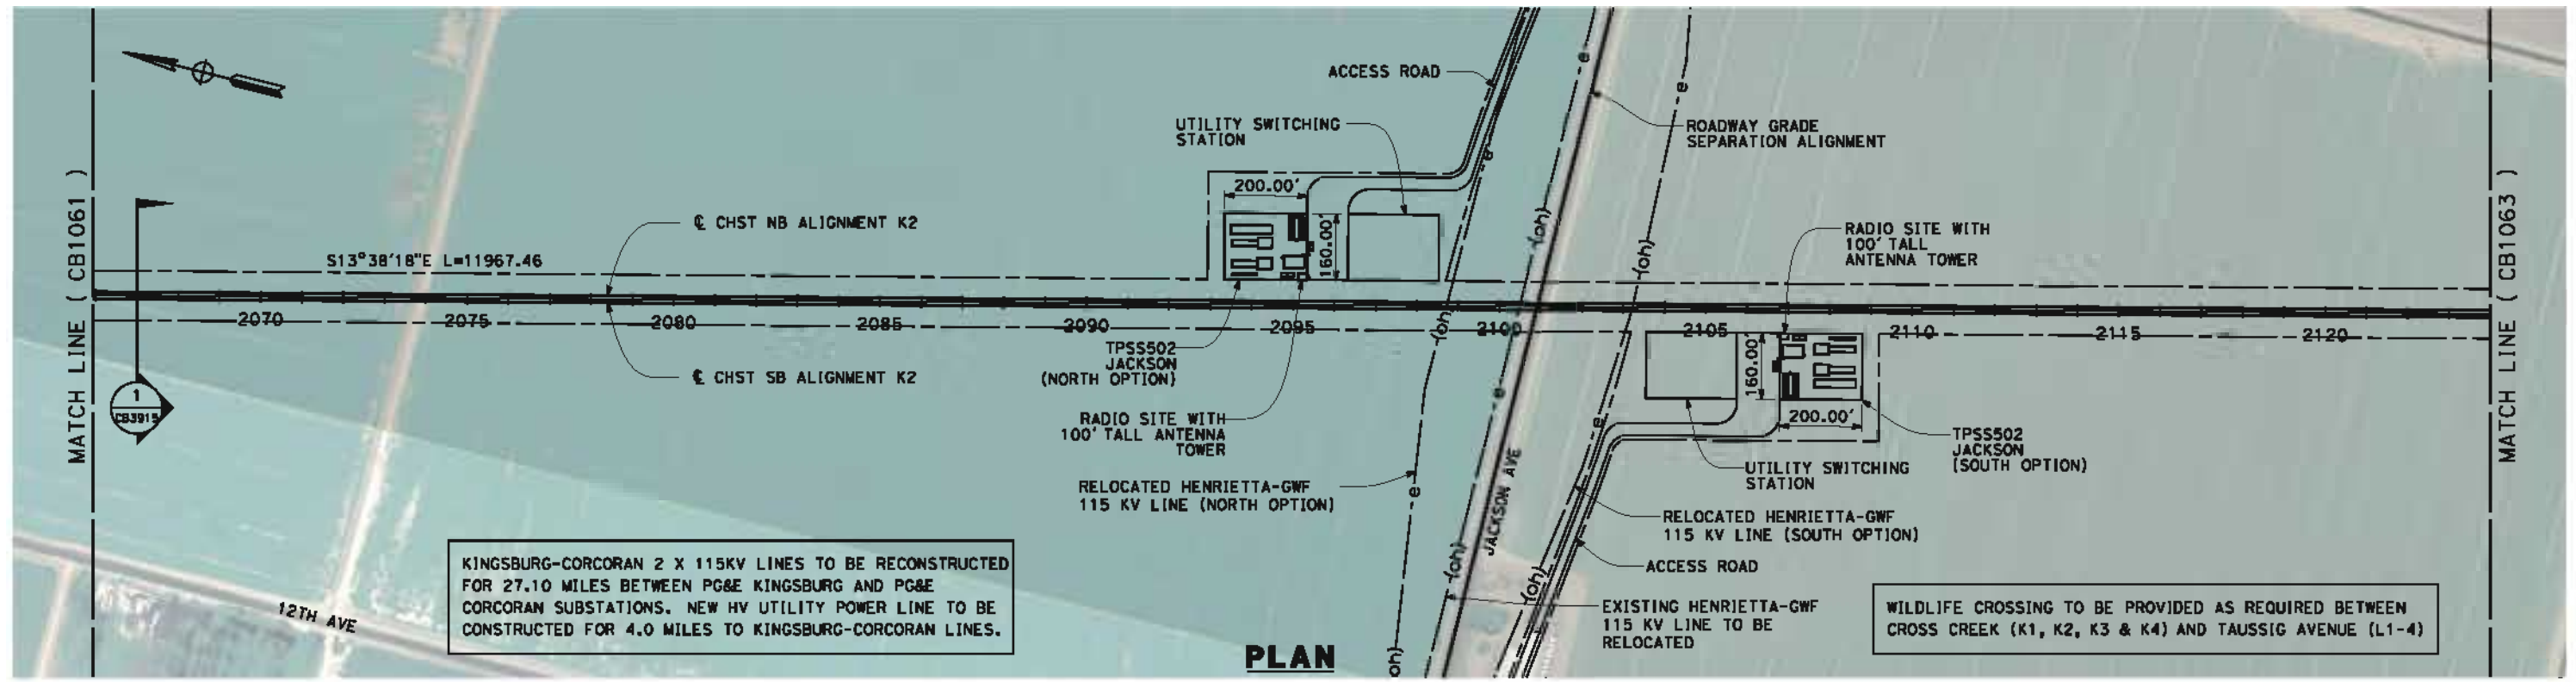 ACCESS ROAD
UTILITY SWITCHING
STATION
ROADWAY GRADE
SEPARATION ALIGNMENT
MATCH LINE ( CB1061 )
200.00'
160.00'
℄ CHST NB ALIGNMENT K2
S13°38'18"E L=11967.46
RADIO SITE WITH
100' TALL
ANTENNA TOWER
MATCH LINE ( CB1063 )
e
e
e
(oh)
(oh)
(oh)
2070
2075
2080
2085
2090
2095
2100
2105
2110
2115
2120
℄ CHST SB ALIGNMENT K2
1
CB3915
TPSS502
JACKSON
(NORTH OPTION)
RADIO SITE WITH
100' TALL ANTENNA
TOWER
RELOCATED HENRIETTA-GWF
115 KV LINE (NORTH OPTION)
160.00'
200.00'
TPSS502
JACKSON
(SOUTH OPTION)
UTILITY SWITCHING
STATION
e
e
e
e
JACKSON AVE
RELOCATED HENRIETTA-GWF
115 KV LINE (SOUTH OPTION)
ACCESS ROAD
(oh)
(oh)
oh)
EXISTING HENRIETTA-GWF
115 KV LINE TO BE
RELOCATED
12TH AVE
KINGSBURG-CORCORAN 2 X 115KV LINES TO BE RECONSTRUCTED
FOR 27.10 MILES BETWEEN PG&E KINGSBURG AND PG&E
CORCORAN SUBSTATIONS. NEW HV UTILITY POWER LINE TO BE
CONSTRUCTED FOR 4.0 MILES TO KINGSBURG-CORCORAN LINES.
WILDLIFE CROSSING TO BE PROVIDED AS REQUIRED BETWEEN
CROSS CREEK (K1, K2, K3 & K4) AND TAUSSIG AVENUE (L1-4)
PLAN